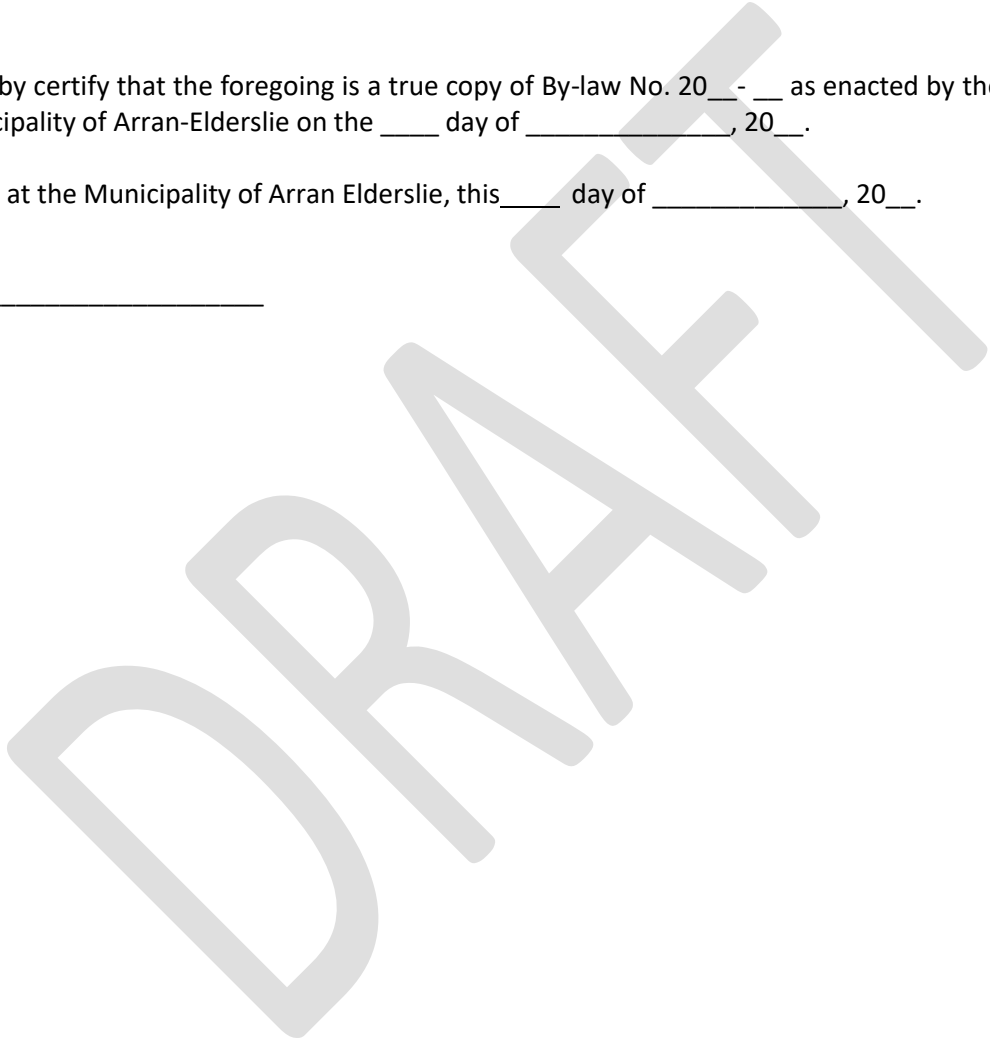 by certify that the foregoing is a true copy of By-law No. 20__- __ as enacted by the
cipality of Arran-Elderslie on the ____ day of ______________, 20__.
at the Municipality of Arran Elderslie, this____ day of _____________, 20__.
__________________
DRAFT